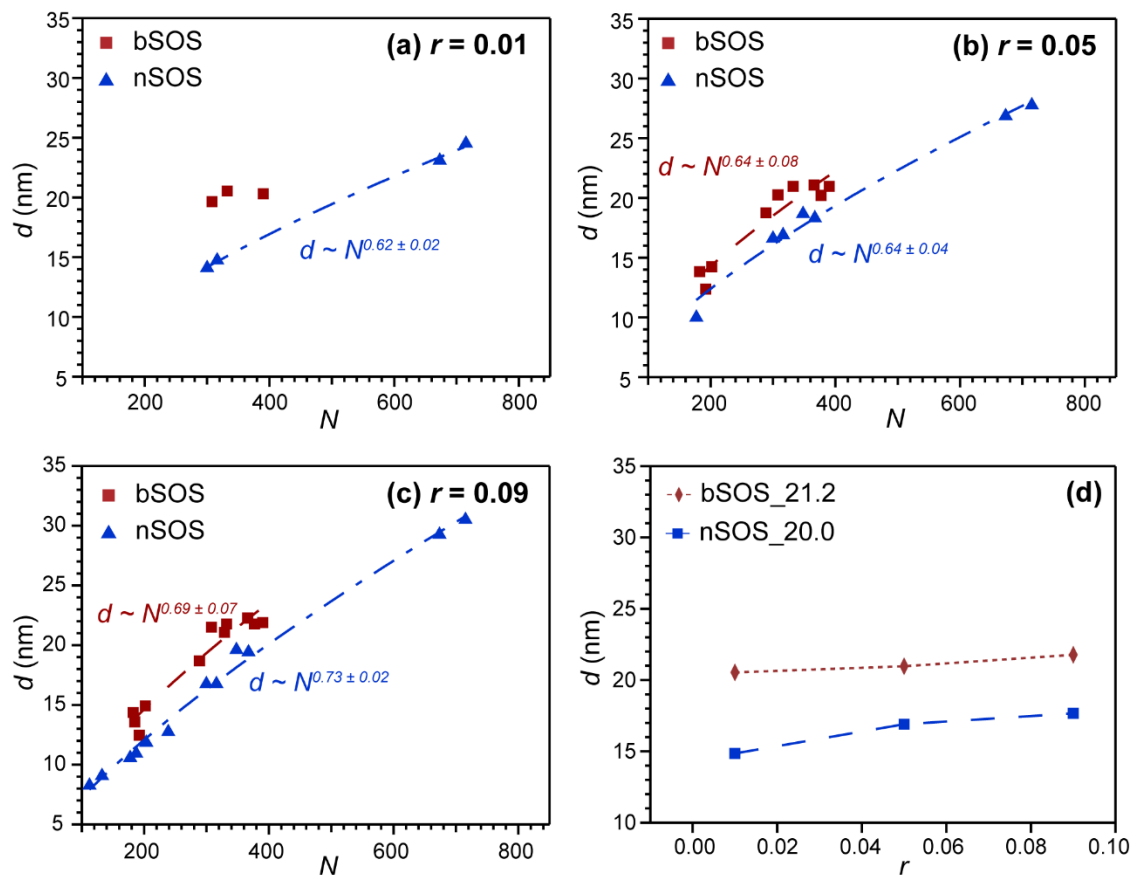 35
30
25
20
15
10
5
d (nm)
bSOS
nSOS
(a) r = 0.01
d ~ N^0.62 ± 0.02
200
400
600
800
N
35
30
25
20
15
10
5
d (nm)
bSOS
nSOS
(b) r = 0.05
d ~ N^0.64 ± 0.08
d ~ N^0.64 ± 0.04
200
400
600
800
N
35
30
25
20
15
10
5
d (nm)
bSOS
nSOS
(c) r = 0.09
d ~ N^0.69 ± 0.07
d ~ N^0.73 ± 0.02
200
400
600
800
N
35
30
25
20
15
10
d (nm)
bSOS_21.2
nSOS_20.0
(d)
0.00
0.02
0.04
0.06
0.08
0.10
r